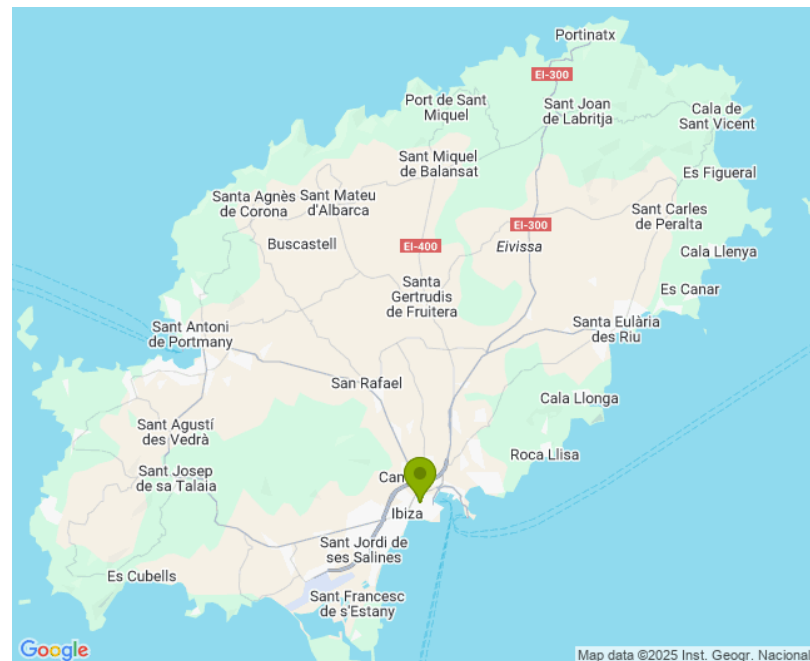 Portinatx
EI-300
Port de Sant
Miquel
Sant Joan
de Labritja
Cala de
Sant Vicent
Sant Miquel
de Balansat
Es Figueral
Santa Agnès
de Corona
Sant Mateu
d'Albarca
Sant Carles
de Peralta
EI-300
Buscastell
EI-400
Eivissa
Cala Llenya
Santa
Gertrudis
de Fruitera
Es Canar
Sant Antoni
de Portmany
Santa Eulària
des Riu
San Rafael
Cala Llonga
Sant Agustí
des Vedrà
Roca Llisa
Sant Josep
de sa Talaia
Ibiza
Sant Jordi de
ses Salines
Es Cubells
Sant Francesc
de s'Estany
Google
Map data ©2025 Inst. Geogr. Nacional